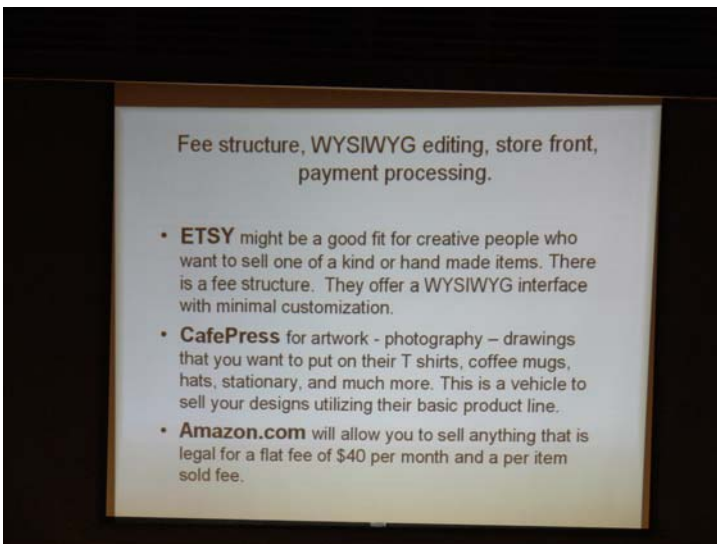 Fee structure, WYSIWYG editing, store front,
payment processing.
• ETSY might be a good fit for creative people who
want to sell one of a kind or hand made items. There
is a fee structure. They offer a WYSIWYG interface
with minimal customization.
• CafePress for artwork - photography – drawings
that you want to put on their T shirts, coffee mugs,
hats, stationary, and much more. This is a vehicle to
sell your designs utilizing their basic product line.
• Amazon.com will allow you to sell anything that is
legal for a flat fee of $40 per month and a per item
sold fee.